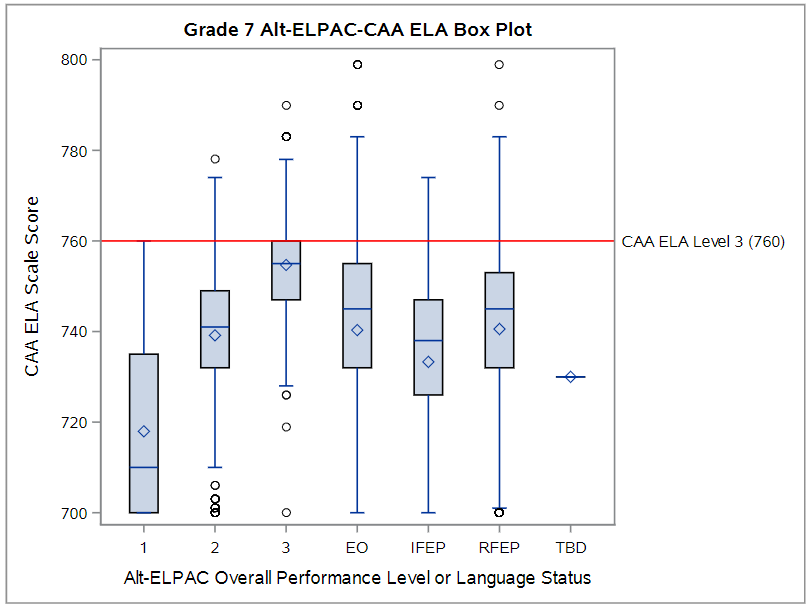 Grade 7 Alt-ELPAC-CAA ELA Box Plot
800
780
760
740
720
700
CAA ELA Scale Score
CAA ELA Level 3 (760)
1 2 3 EO IFEP RFEP TBD
Alt-ELPAC Overall Performance Level or Language Status